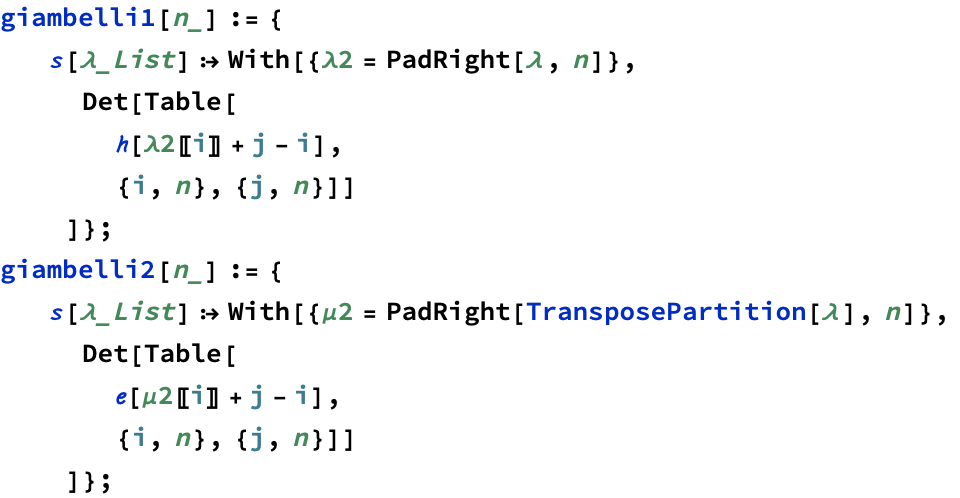 giambelli1[n_] := {
s[λ_List] ⧴ With[{λ2 = PadRight[λ, n]},
Det[Table[
h[λ2⟦i⟧ + j - i],
{i, n}, {j, n}]]
]};
giambelli2[n_] := {
s[λ_List] ⧴ With[{μ2 = PadRight[TransposePartition[λ], n]},
Det[Table[
e[μ2⟦i⟧ + j - i],
{i, n}, {j, n}]]
]};